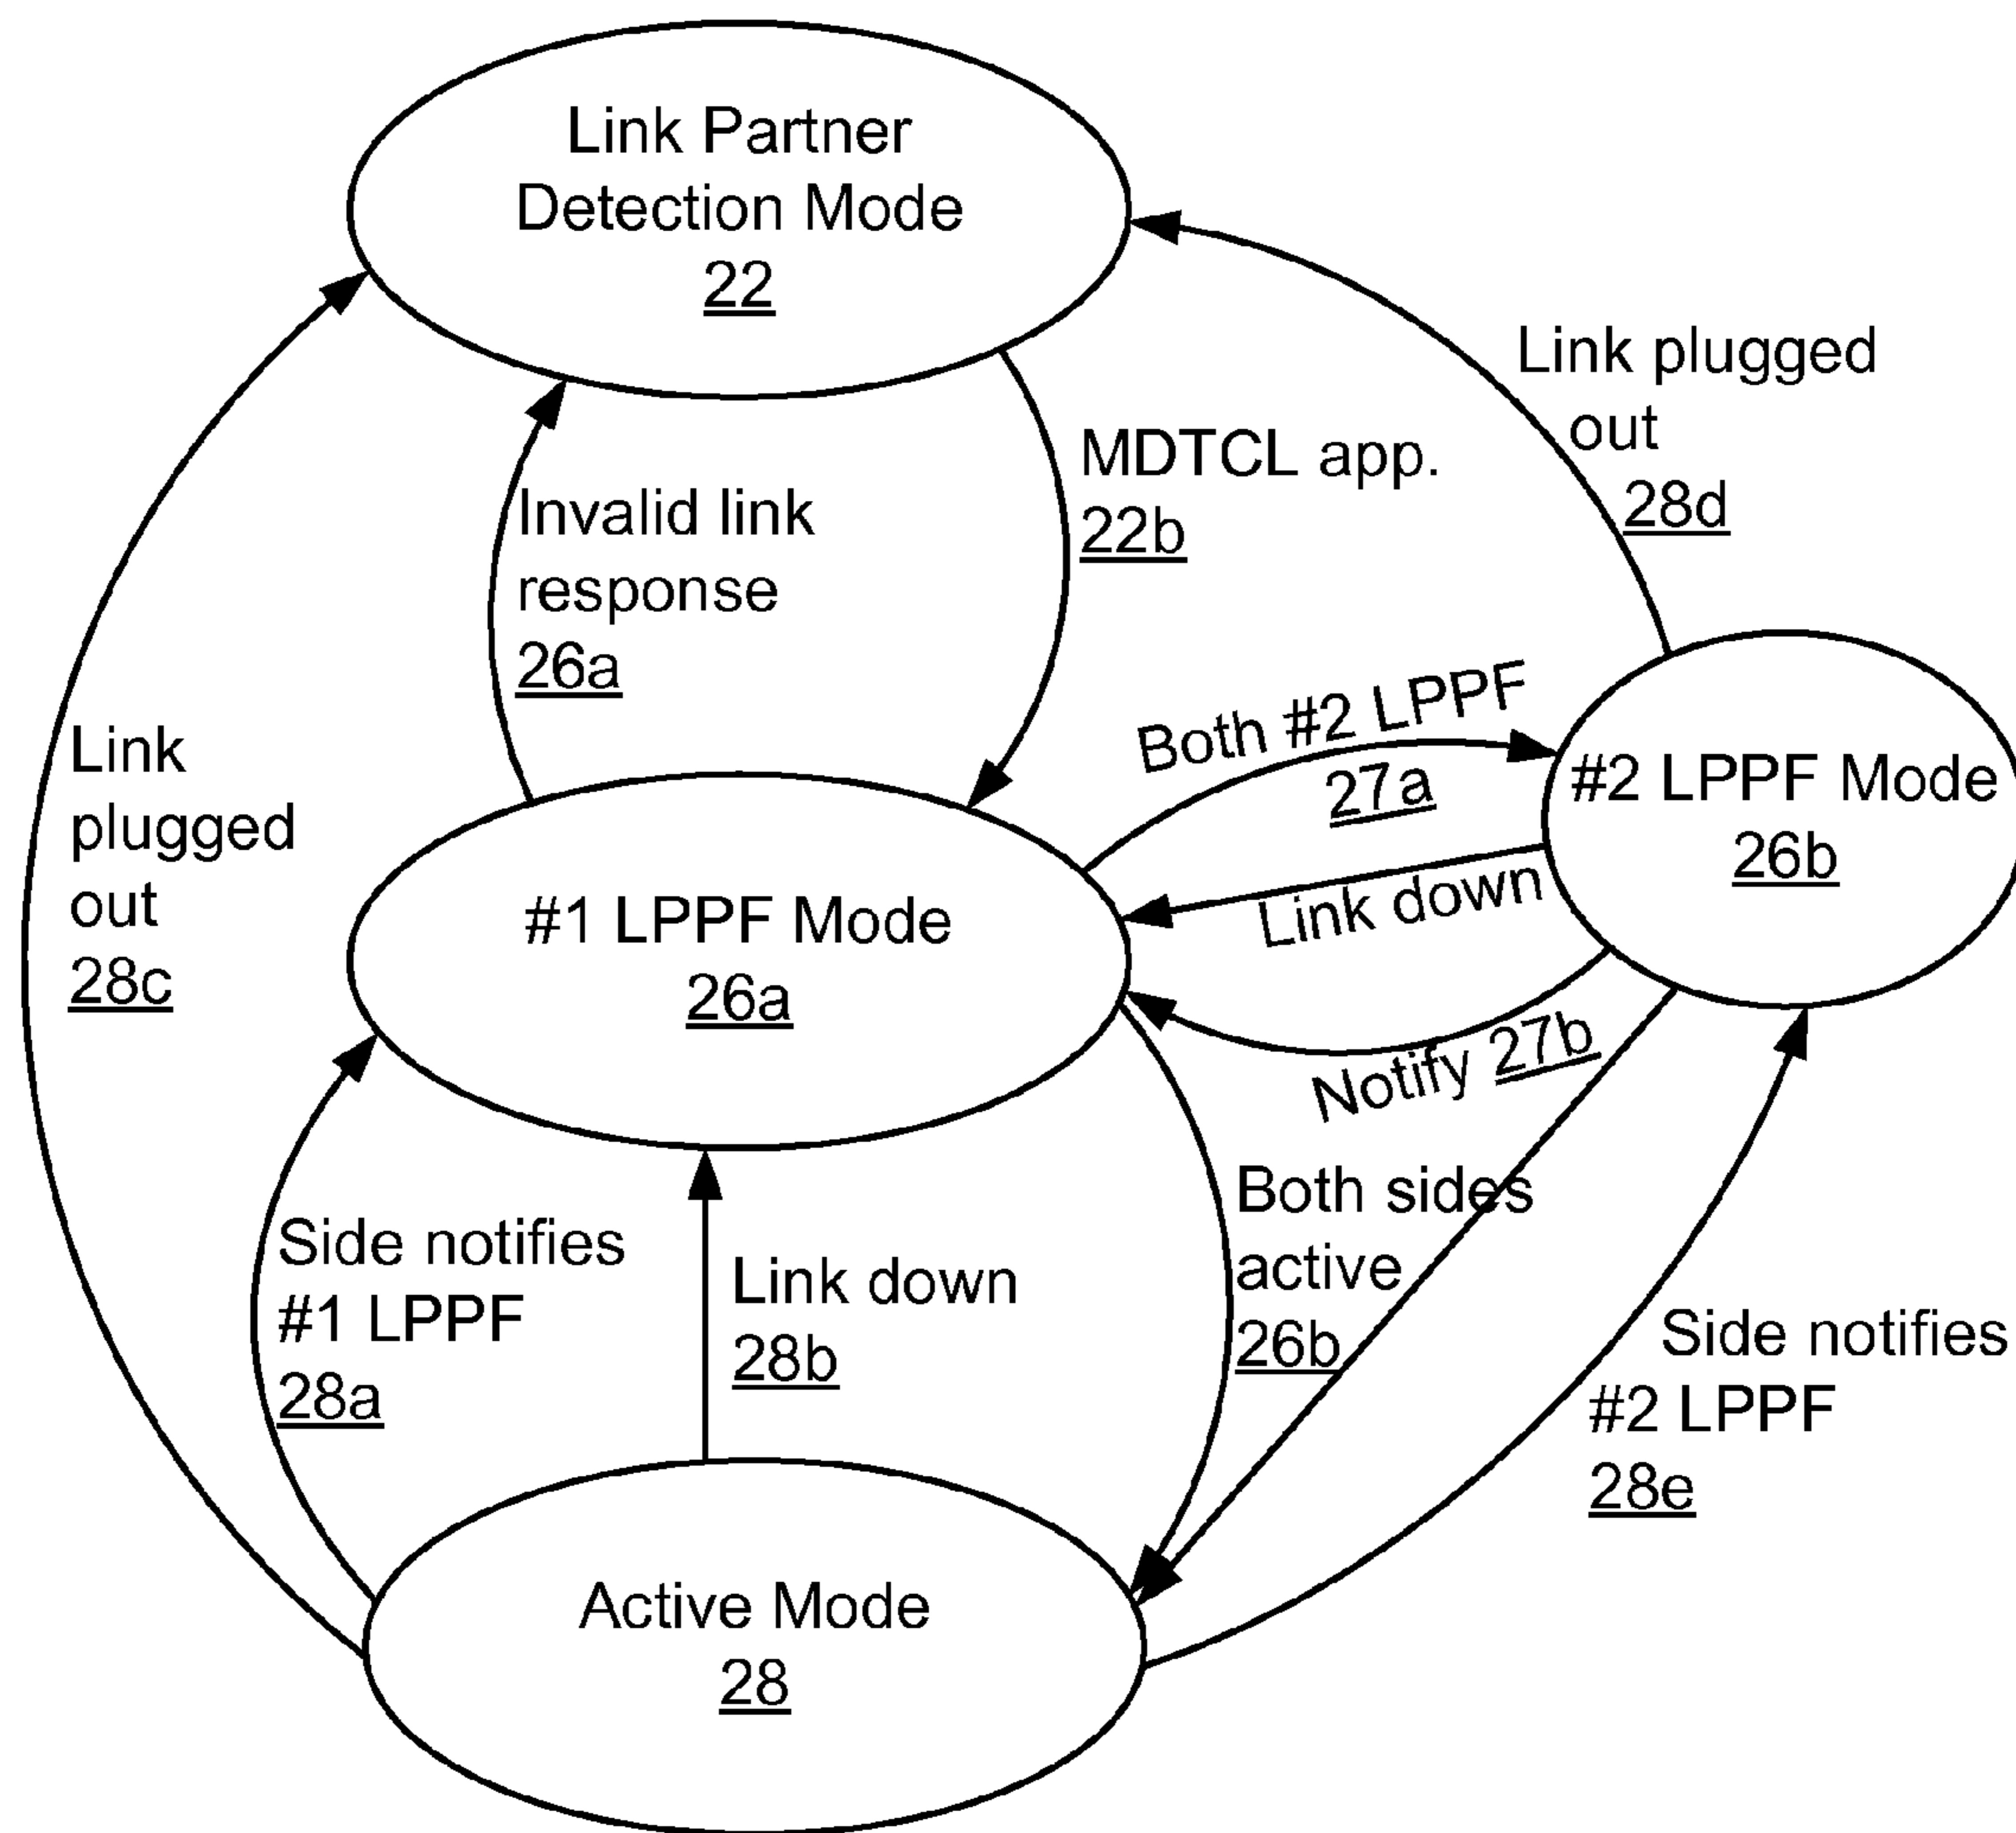 Link Partner
Detection Mode
22
Link plugged
out
28d
MDTCL app.
22b
Invalid link
response
26a
Both #2 LPPF
27a
#2 LPPF Mode
26b
Link down
Link
plugged
out
28c
#1 LPPF Mode
26a
Notify 27b
Both sides
active
26b
Side notifies
#1 LPPF
28a
Link down
28b
Side notifies
#2 LPPF
28e
Active Mode
28